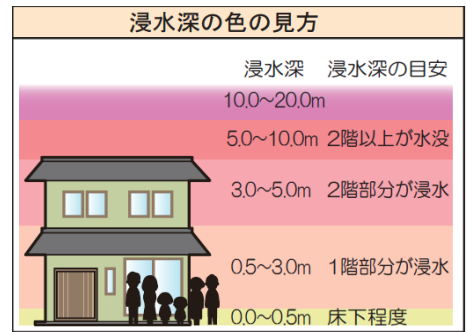 浸水深の色の見方
浸水深 浸水深の目安
10.0～20.0m
5.0～10.0m 2階以上が水没
3.0～5.0m 2階部分が浸水
0.5～3.0m 1階部分が浸水
0.0～0.5m 床下程度